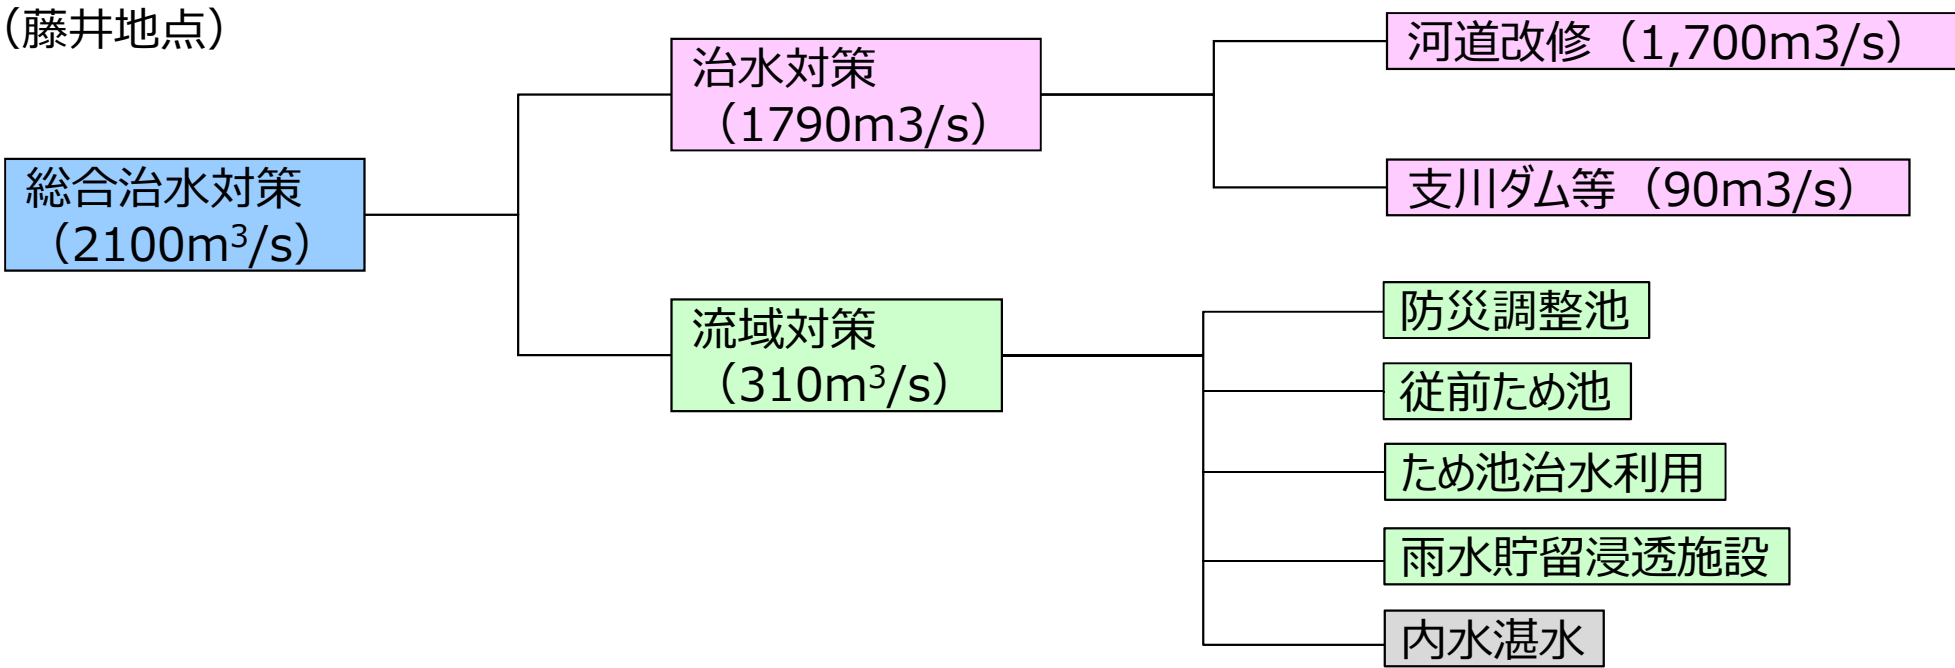 （藤井地点）
総合治水対策
（2100m³/s）
治水対策
（1790m3/s）
河道改修（1,700m3/s）
支川ダム等（90m3/s）
流域対策
（310m³/s）
防災調整池
従前ため池
ため池治水利用
雨水貯留浸透施設
内水湛水